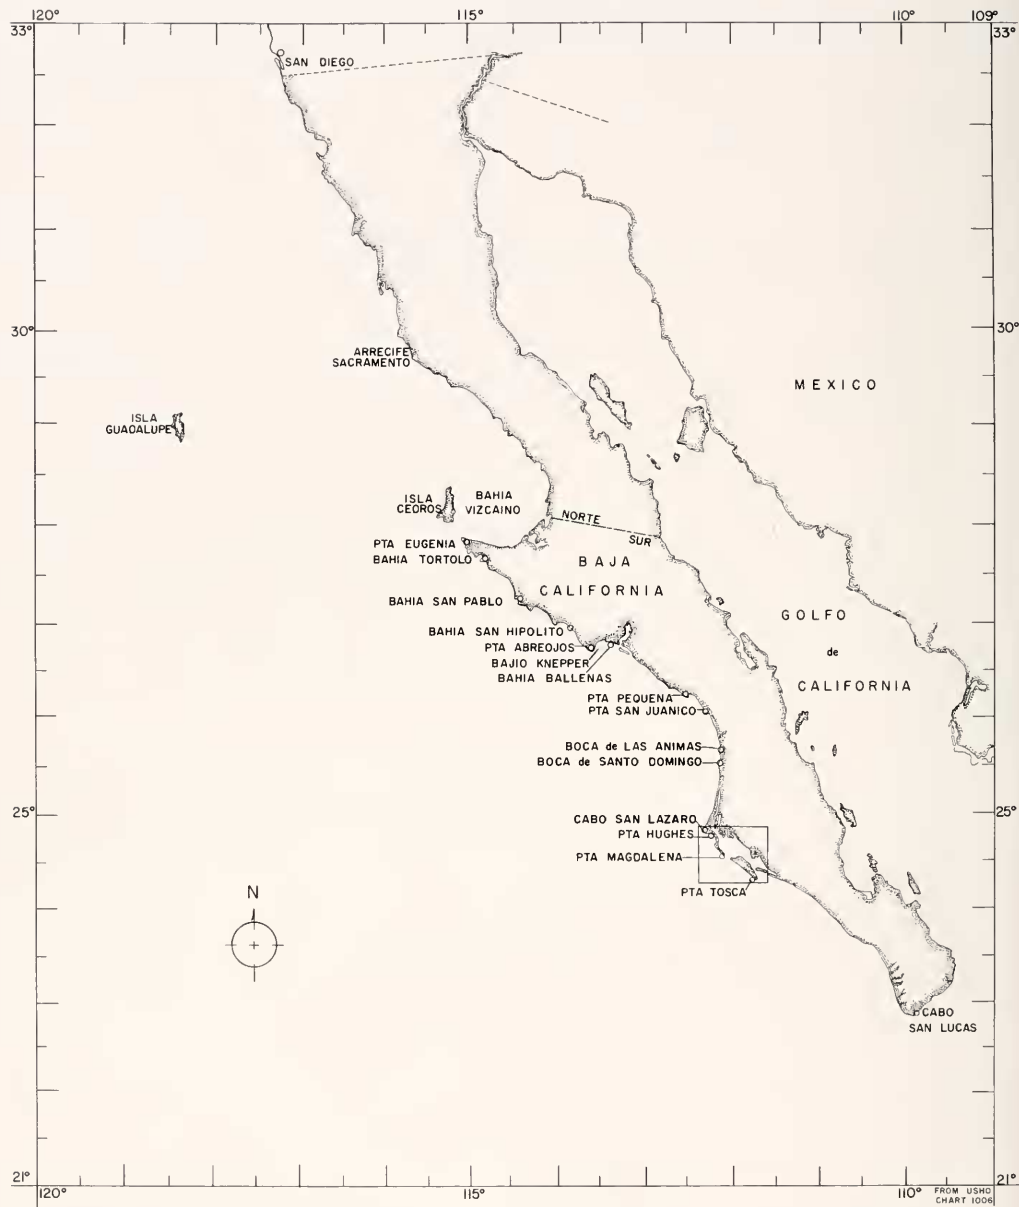 120°
115°
110°
109°
33°
33°
SAN DIEGO
30°
30°
ARRECIFE
SACRAMENTO
MEXICO
ISLA
GUADALUPE
ISLA
CEDROS
BAHIA
VIZCAINO
NORTE
SUR
PTA EUGENIA
BAHIA TORTOLO
BAJA
CALIFORNIA
BAHIA SAN PABLO
GOLFO
de
CALIFORNIA
BAHIA SAN HIPOLITO
PTA ABREOJOS
BAJIO KNEPPER
BAHIA BALLENAS
PTA PEQUENA
PTA SAN JUANICO
BOCA de LAS ANIMAS
BOCA de SANTO DOMINGO
25°
25°
CABO SAN LAZARO
PTA HUGHES
PTA MAGDALENA
PTA TOSCA
N
CABO
SAN LUCAS
21°
21°
120°
115°
110°
FROM USHO
CHART 1006